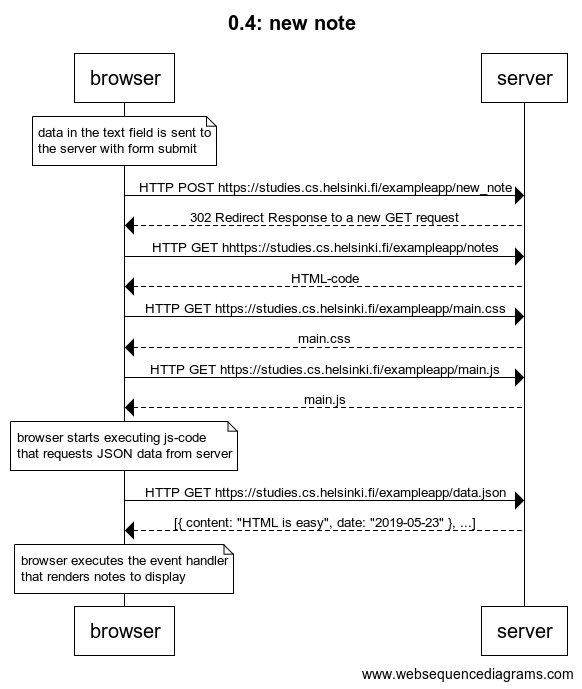 0.4: new note
browser
server
data in the text field is sent to
the server with form submit
HTTP POST https://studies.cs.helsinki.fi/exampleapp/new_note
302 Redirect Response to a new GET request
HTTP GET hhttps://studies.cs.helsinki.fi/exampleapp/notes
HTML-code
HTTP GET https://studies.cs.helsinki.fi/exampleapp/main.css
main.css
HTTP GET https://studies.cs.helsinki.fi/exampleapp/main.js
main.js
browser starts executing js-code
that requests JSON data from server
HTTP GET https://studies.cs.helsinki.fi/exampleapp/data.json
[{ content: "HTML is easy", date: "2019-05-23" }, ...]
browser executes the event handler
that renders notes to display
browser
server
www.websequencediagrams.com